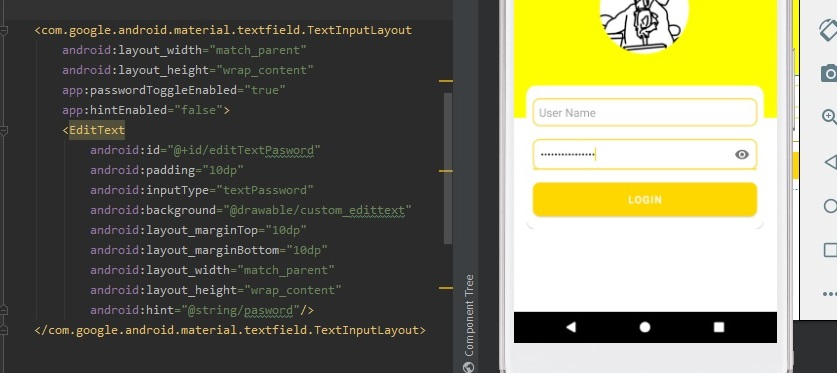 <com.google.android.material.textfield.TextInputLayout
android:layout_width="match_parent"
android:layout_height="wrap_content"
app:passwordToggleEnabled="true"
app:hintEnabled="false">
<EditText
android:id="@+id/editTextPasword"
android:padding="10dp"
android:inputType="textPassword"
android:background="@drawable/custom_edittext"
android:layout_marginTop="10dp"
android:layout_marginBottom="10dp"
android:layout_width="match_parent"
android:layout_height="wrap_content"
android:hint="@string/pasword"/>
</com.google.android.material.textfield.TextInputLayout>
Component Tree
User Name
LOGIN